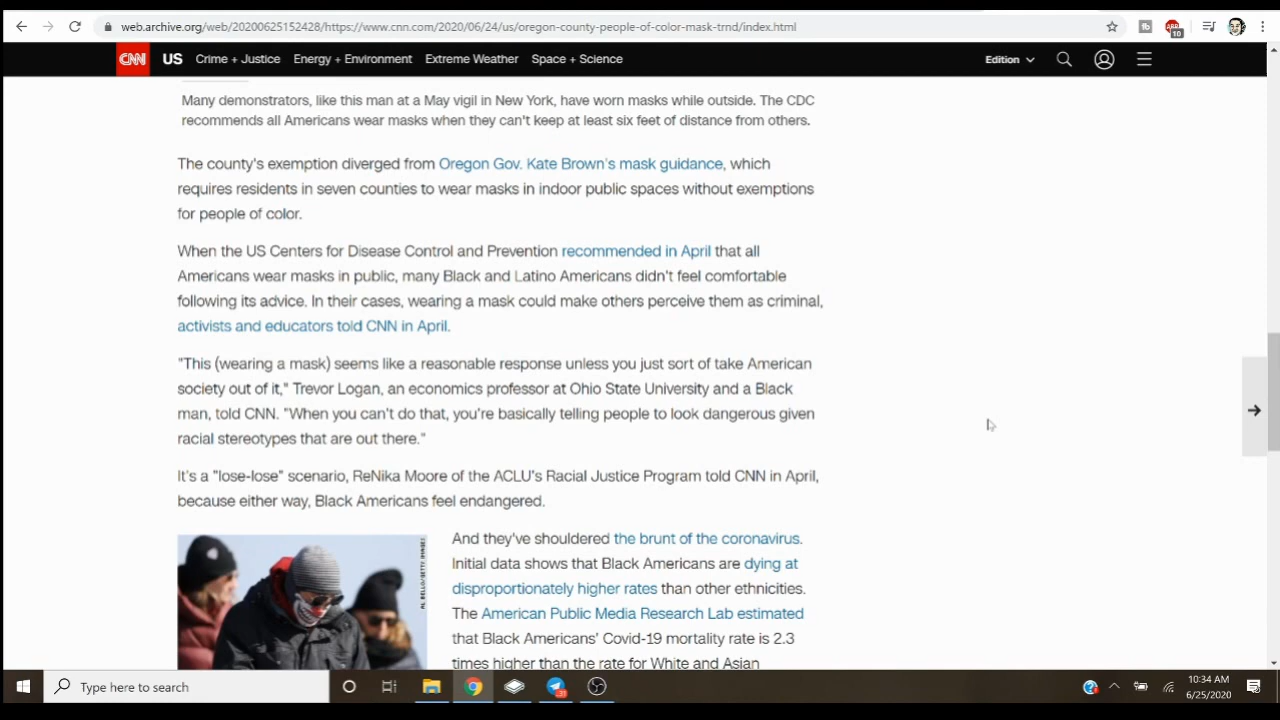 web.archive.org/web/20200625152428/https://www.cnn.com/2020/06/24/us/oregon-county-people-of-color-mask-trnd/index.html
10
CNN US Crime + Justice Energy + Environment Extreme Weather Space + Science Edition
Many demonstrators, like this man at a May vigil in New York, have worn masks while outside. The CDC
recommends all Americans wear masks when they can't keep at least six feet of distance from others.
The county's exemption diverged from Oregon Gov. Kate Brown's mask guidance, which
requires residents in seven counties to wear masks in indoor public spaces without exemptions
for people of color.
When the US Centers for Disease Control and Prevention recommended in April that all
Americans wear masks in public, many Black and Latino Americans didn't feel comfortable
following its advice. In their cases, wearing a mask could make others perceive them as criminal,
activists and educators told CNN in April.
"This (wearing a mask) seems like a reasonable response unless you just sort of take American
society out of it," Trevor Logan, an economics professor at Ohio State University and a Black
man, told CNN. "When you can't do that, you're basically telling people to look dangerous given
racial stereotypes that are out there."
It's a "lose-lose" scenario, ReNika Moore of the ACLU's Racial Justice Program told CNN in April,
because either way, Black Americans feel endangered.
And they've shouldered the brunt of the coronavirus.
Initial data shows that Black Americans are dying at
disproportionately higher rates than other ethnicities.
The American Public Media Research Lab estimated
that Black Americans' Covid-19 mortality rate is 2.3
times higher than the rate for White and Asian
AL BELLO/GETTY IMAGES
Type here to search
10:34 AM
6/25/2020